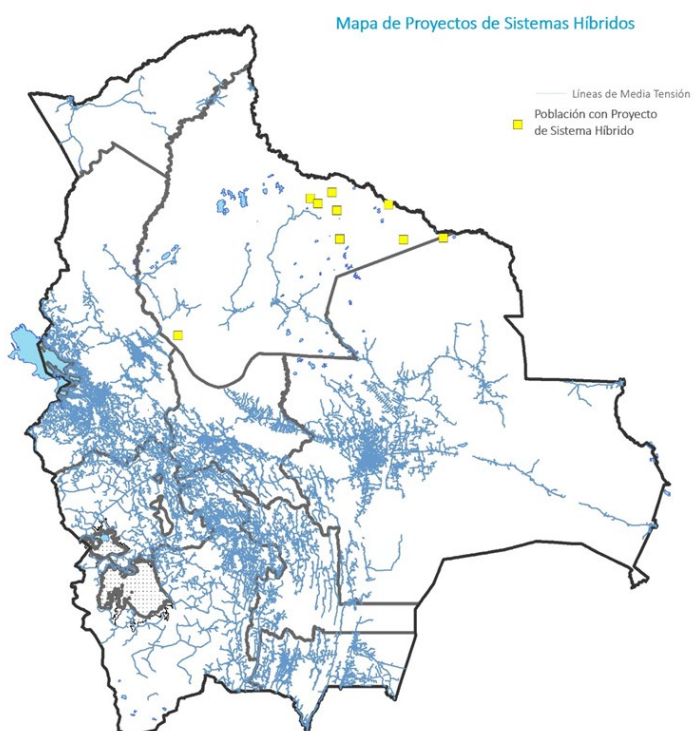 Mapa de Proyectos de Sistemas Híbridos
Líneas de Media Tensión
Población con Proyecto
de Sistema Híbrido